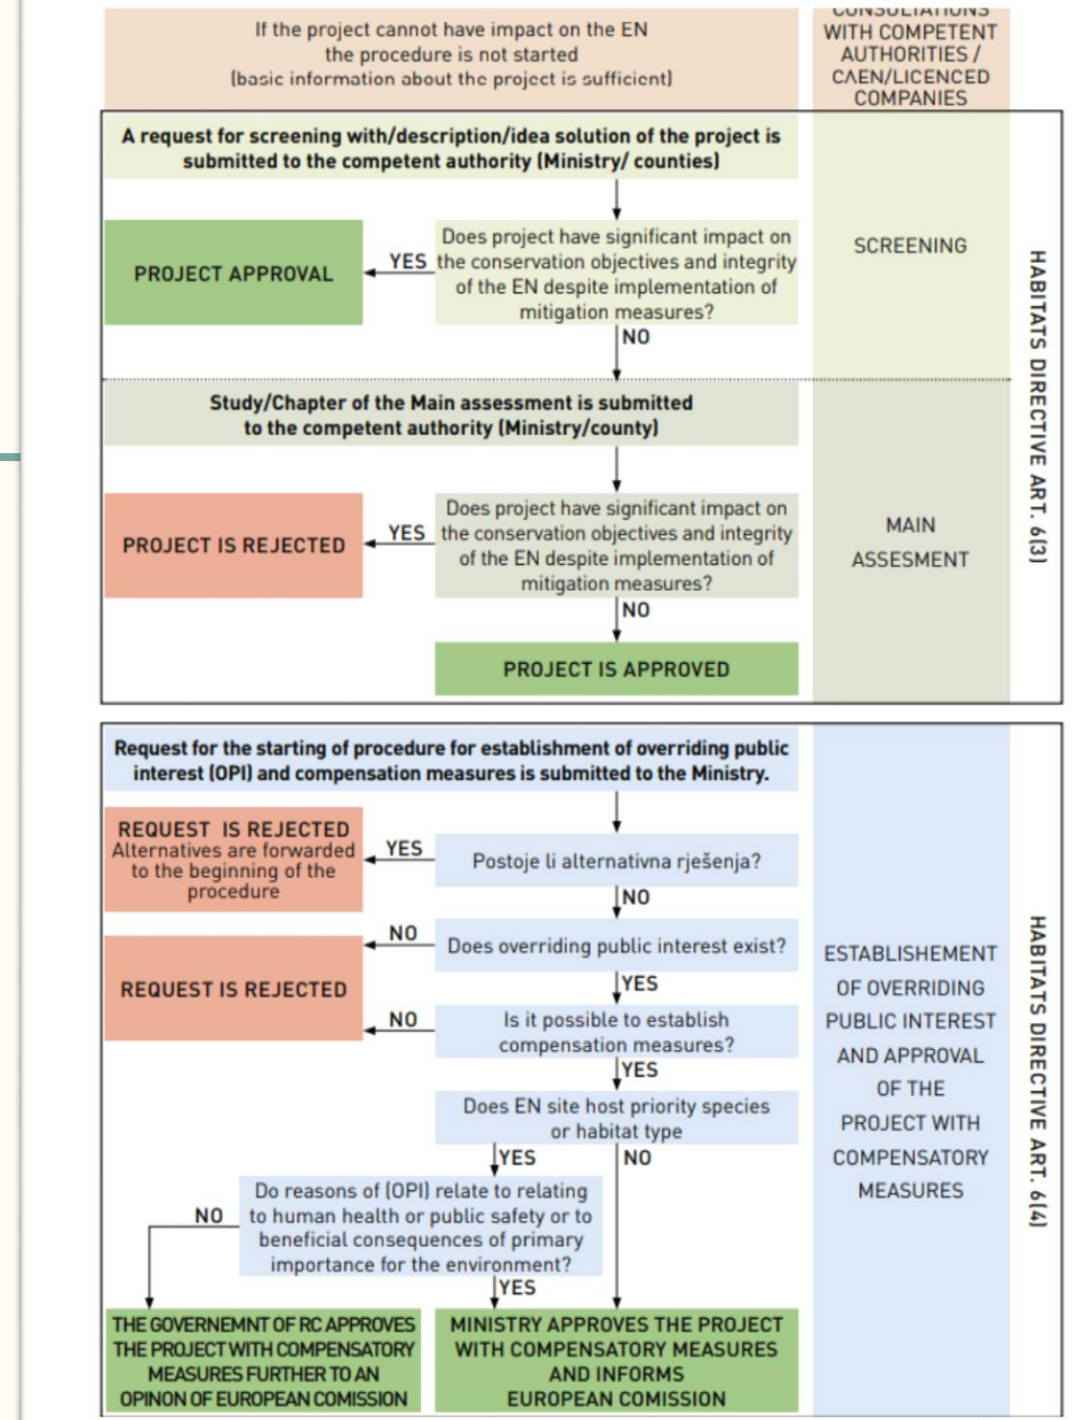 If the project cannot have impact on the EN
the procedure is not started
(basic information about the project is sufficient)
CONSULTATIONS
WITH COMPETENT
AUTHORITIES /
CAEN/LICENCED
COMPANIES
A request for screening with/description/idea solution of the project is
submitted to the competent authority (Ministry/ counties)
PROJECT APPROVAL
YES
Does project have significant impact on
the conservation objectives and integrity
of the EN despite implementation of
mitigation measures?
NO
SCREENING
Study/Chapter of the Main assessment is submitted
to the competent authority (Ministry/county)
PROJECT IS REJECTED
YES
Does project have significant impact on
the conservation objectives and integrity
of the EN despite implementation of
mitigation measures?
NO
PROJECT IS APPROVED
MAIN
ASSESMENT
HABITATS DIRECTIVE ART. 6(3)
Request for the starting of procedure for establishment of overriding public
interest (OPI) and compensation measures is submitted to the Ministry.
REQUEST IS REJECTED
Alternatives are forwarded
to the beginning of the
procedure
YES
Postoje li alternativna rješenja?
NO
NO
Does overriding public interest exist?
YES
REQUEST IS REJECTED
NO
Is it possible to establish
compensation measures?
YES
Does EN site host priority species
or habitat type
YES
NO
Do reasons of (OPI) relate to relating
to human health or public safety or to
beneficial consequences of primary
importance for the environment?
NO
YES
THE GOVERNEMNT OF RC APPROVES
THE PROJECT WITH COMPENSATORY
MEASURES FURTHER TO AN
OPINON OF EUROPEAN COMISSION
MINISTRY APPROVES THE PROJECT
WITH COMPENSATORY MEASURES
AND INFORMS
EUROPEAN COMISSION
ESTABLISHEMENT
OF OVERRIDING
PUBLIC INTEREST
AND APPROVAL
OF THE
PROJECT WITH
COMPENSATORY
MEASURES
HABITATS DIRECTIVE ART. 6(4)